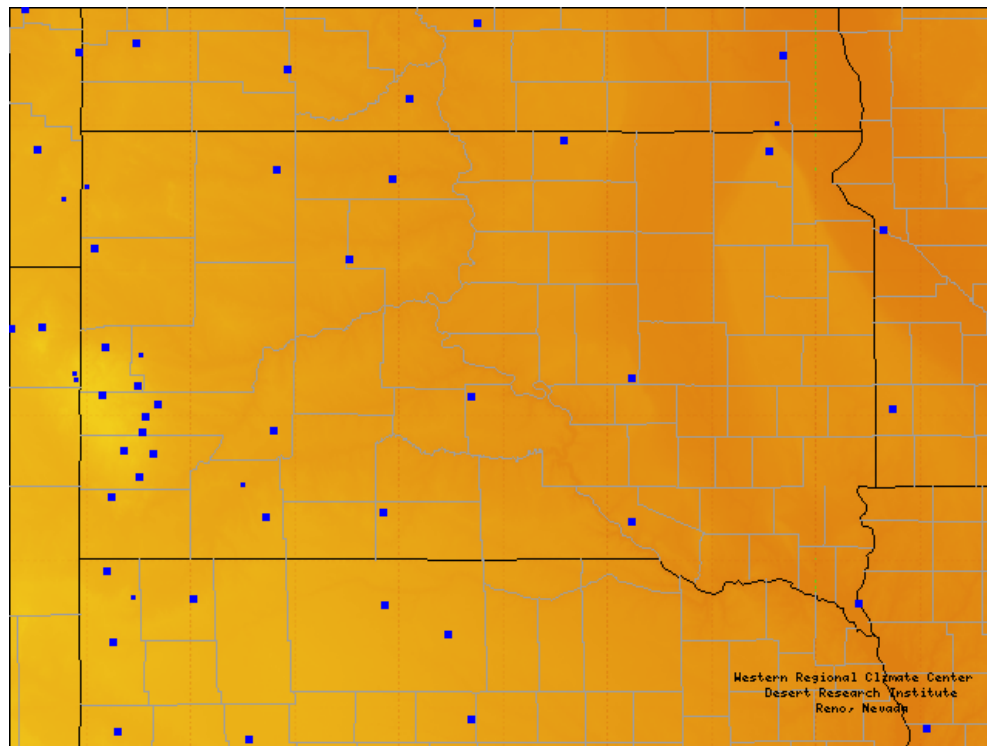 Western Regional Climate Center
Desert Research Institute
Reno, Nevada